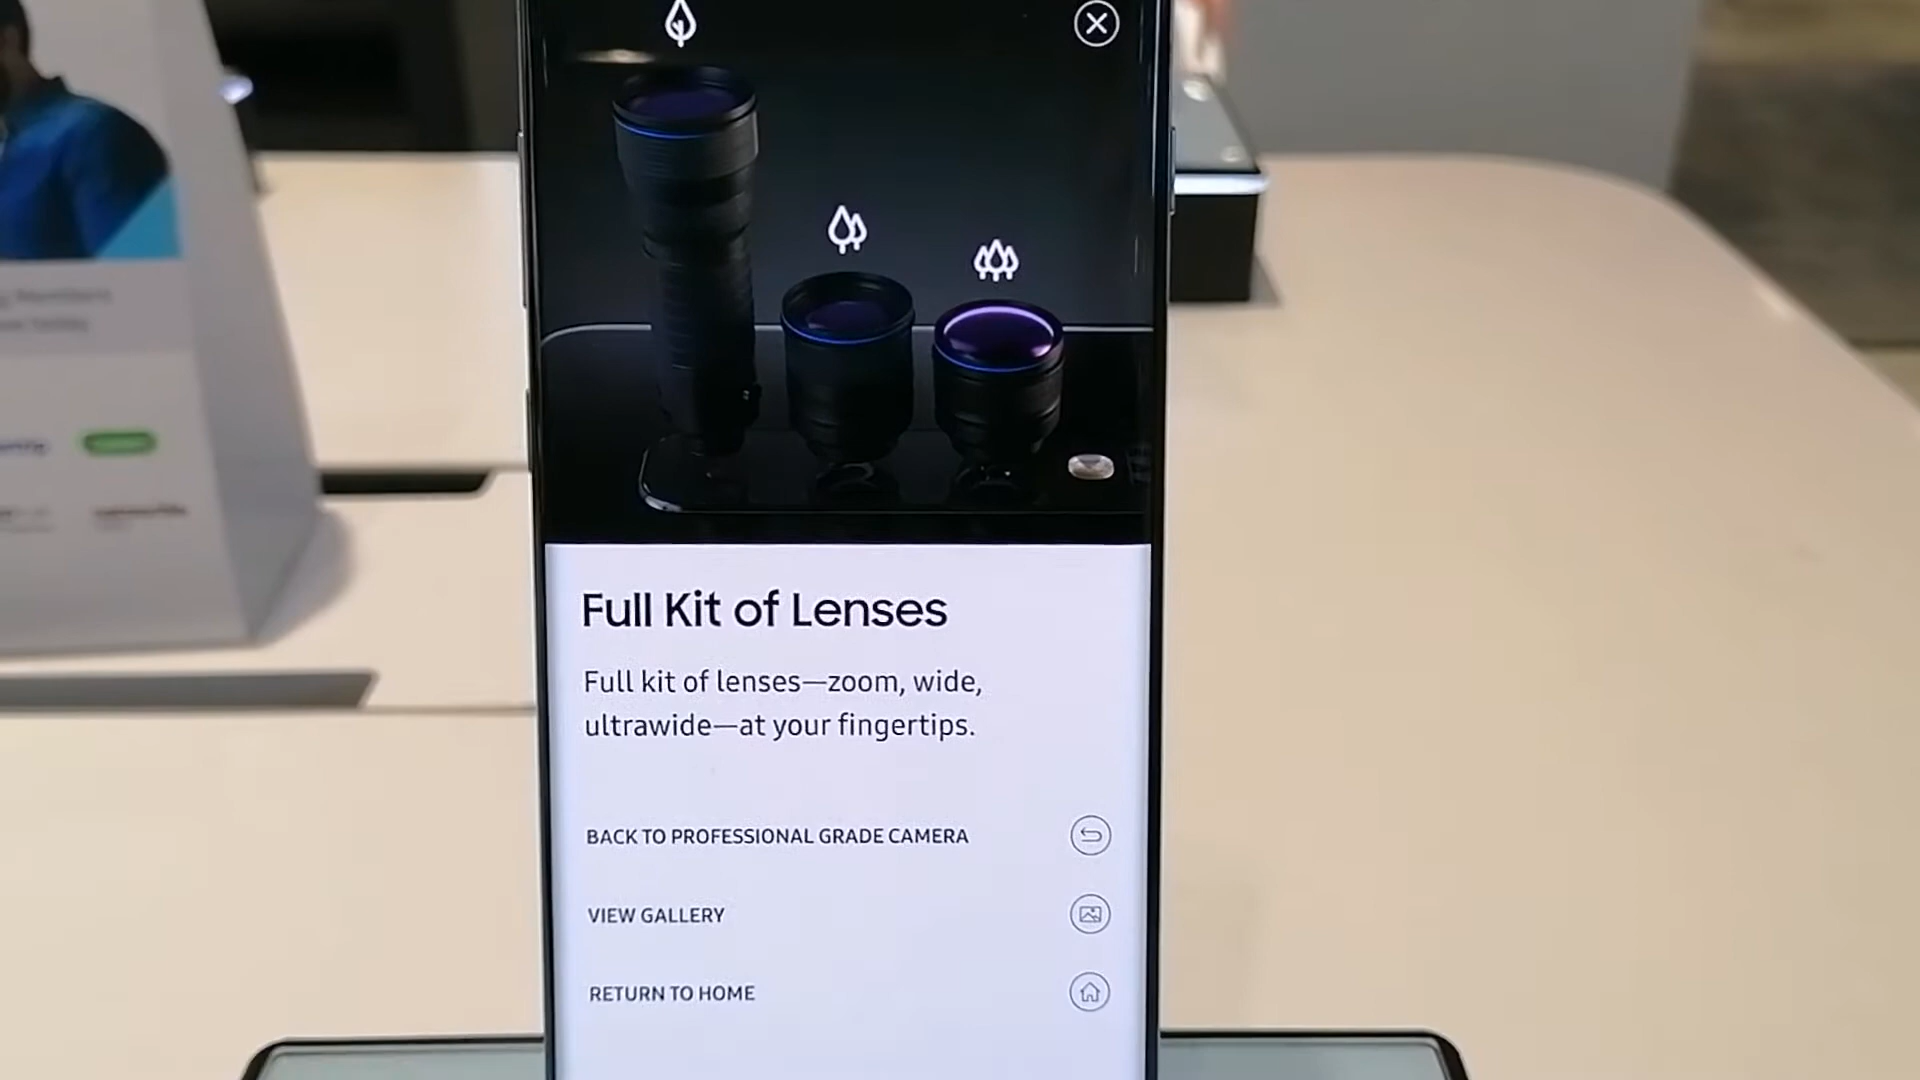 Full Kit of Lenses
Full kit of lenses—zoom, wide,
ultrawide—at your fingertips.
BACK TO PROFESSIONAL GRADE CAMERA
VIEW GALLERY
RETURN TO HOME